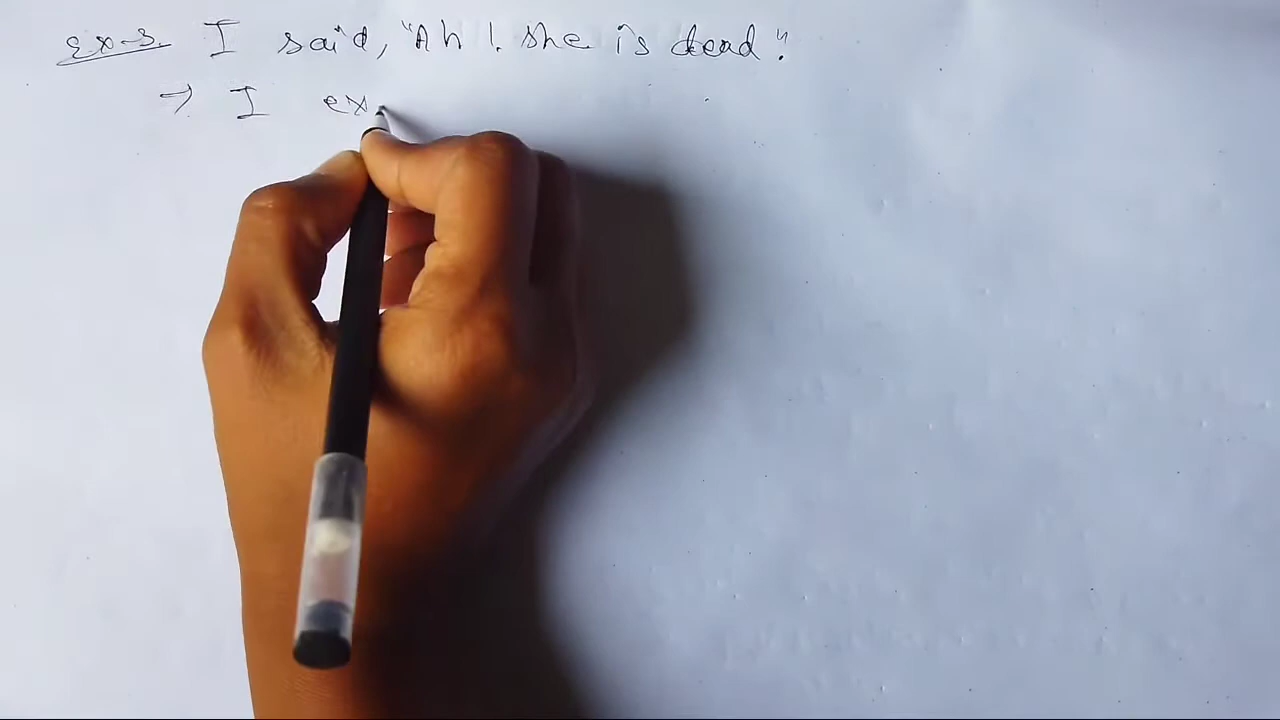 Ex-3. I said, "Ah! she is dead".
→ I ex